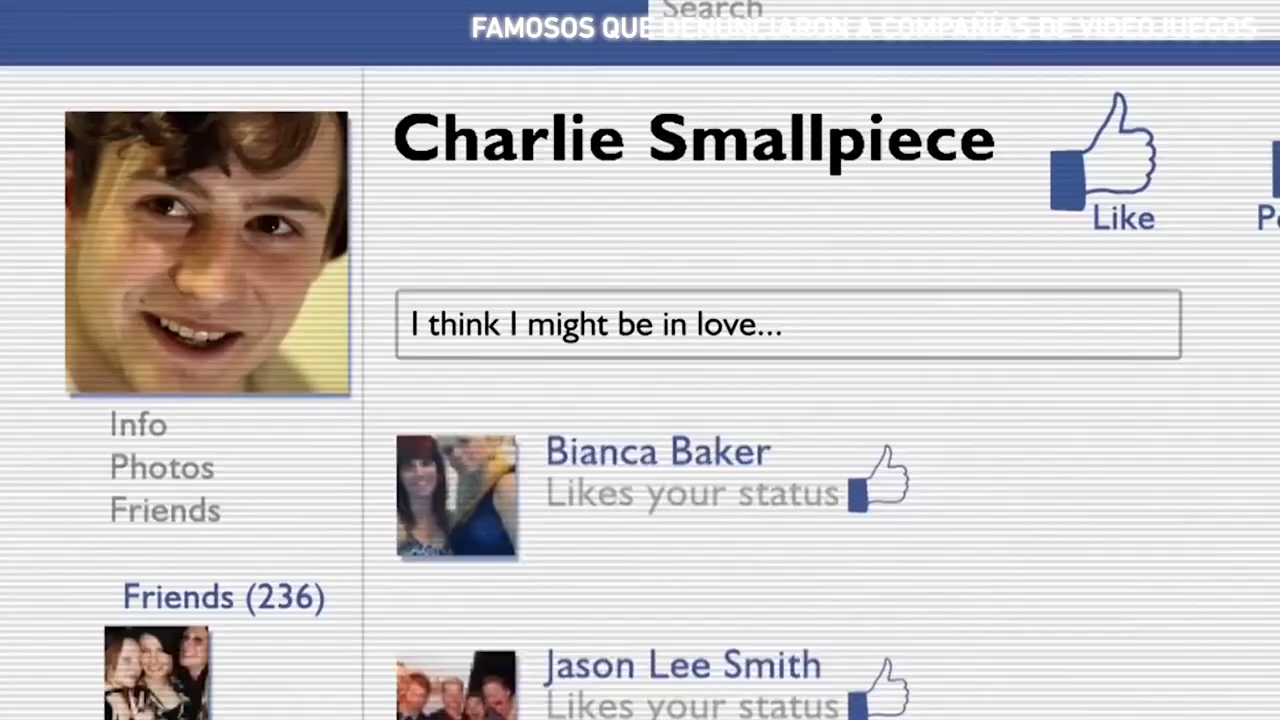 Search
FAMOSOS QUE DENUNCIARON A COMPAÑÍAS DE VIDEOJUEGOS
Charlie Smallpiece
Like
I think I might be in love...
Info
Photos
Friends
Bianca Baker
Likes your status
Friends (236)
Jason Lee Smith
Likes your status